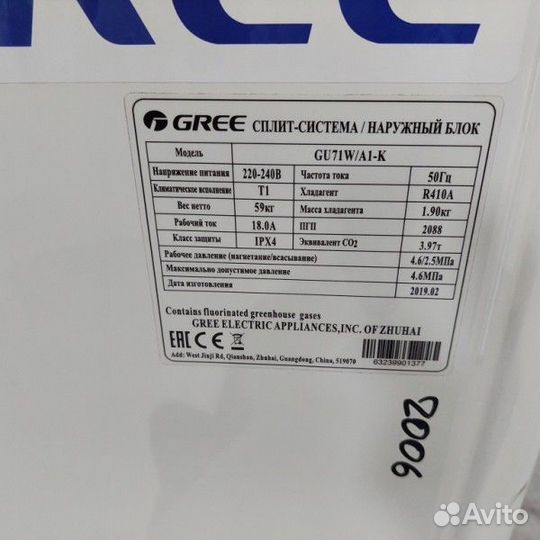 GREE
GREE СПЛИТ-СИСТЕМА / НАРУЖНЫЙ БЛОК
Модель GU71W/A1-K
Напряжение питания 220-240В Частота тока 50Гц
Климатическое исполнение T1 Хладагент R410A
Вес нетто 59кг Масса хладагента 1.90кг
Рабочий ток 18.0A ПГП 2088
Класс защиты IPX4 Эквивалент CO2 3.97т
Рабочее давление (нагнетание/всасывание) 4.6/2.5МПа
Максимально допустимое давление 4.6МПа
Дата изготовления 2019.02
Contains fluorinated greenhouse gases
GREE ELECTRIC APPLIANCES,INC. OF ZHUHAI
EAC CE
Add: West Jinji Rd, Qianshan, Zhuhai, Guangdong, China, 519070
63239901377
2006
Avito